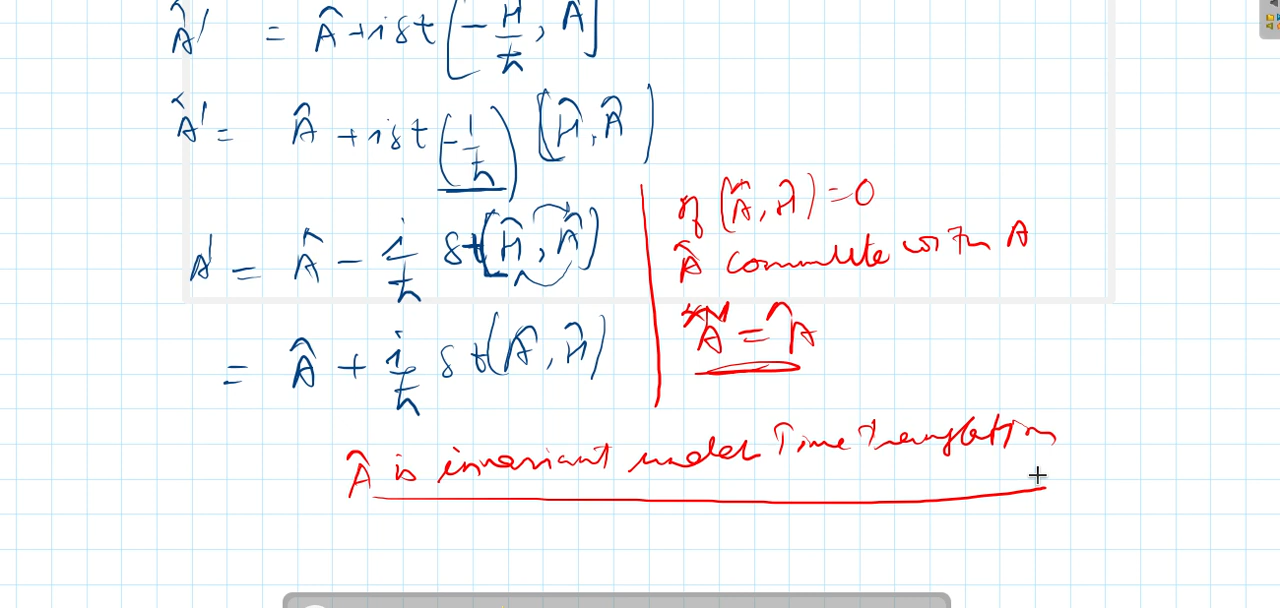 Â' = Â + iδt [-H/ħ, A]
Â' = Â + iδt (-1/ħ) [Ĥ, Â]
A' = Â - i/ħ δt [Ĥ, Â]
= Â + i/ħ δt (Â, Ĥ)
If [Â, Ĥ] = 0
Â commute with A
Â = Â
Â is invariant under Time Translation